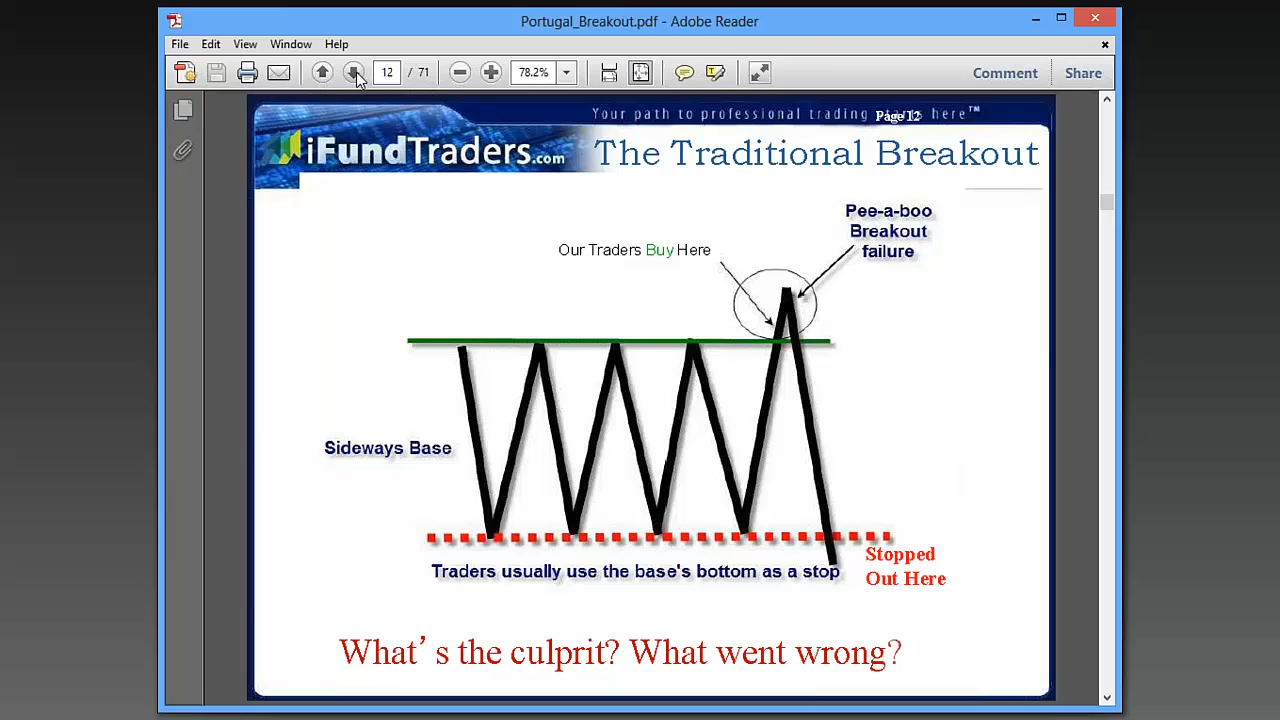 Portugal_Breakout.pdf - Adobe Reader
File Edit View Window Help
12 / 71 78.2% Comment Share
Your path to professional trading starts here™
Page 12
iFundTraders.com
The Traditional Breakout
Pee-a-boo
Breakout
failure
Our Traders Buy Here
Sideways Base
Stopped
Out Here
Traders usually use the base's bottom as a stop
What's the culprit? What went wrong?